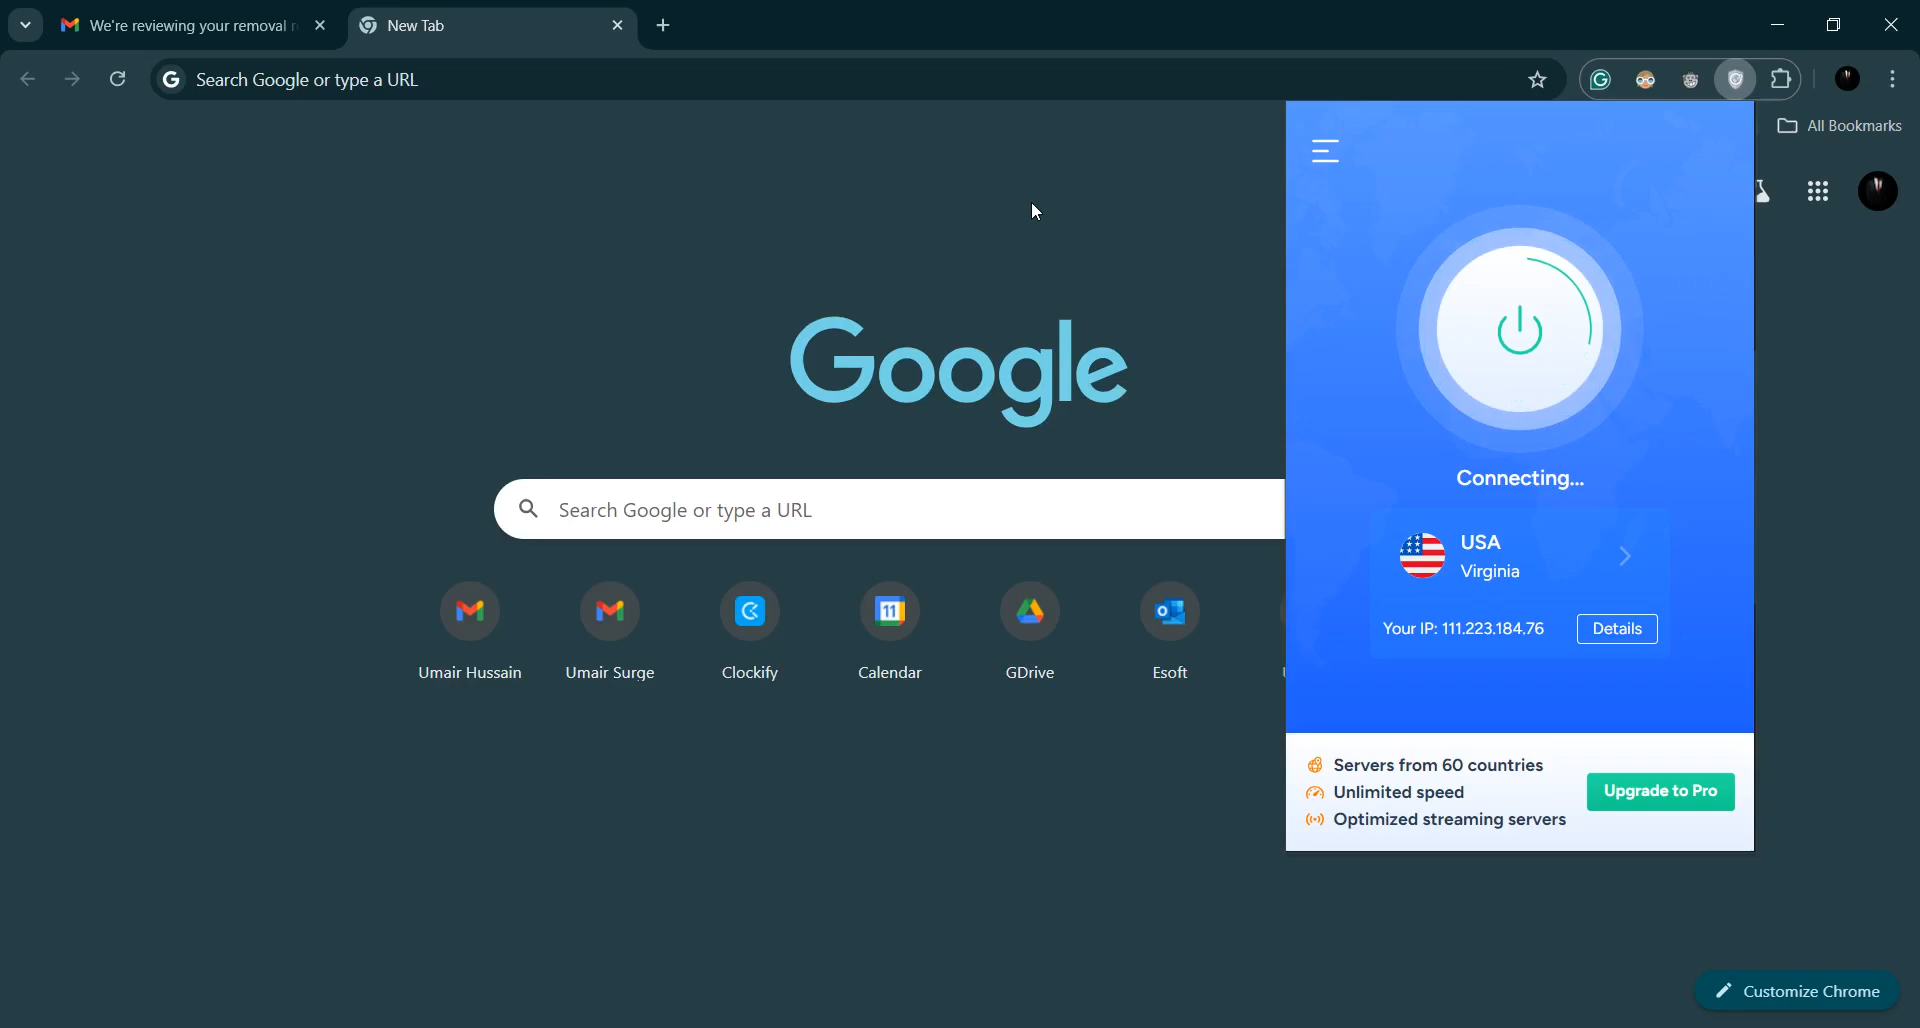 We're reviewing your removal
New Tab
Search Google or type a URL
All Bookmarks
Google
Search Google or type a URL
Umair Hussain
Umair Surge
Clockify
11
Calendar
GDrive
Esoft
Connecting...
USA
Virginia
Your IP: 111.223.184.76
Details
Servers from 60 countries
Unlimited speed
Optimized streaming servers
Upgrade to Pro
Customize Chrome